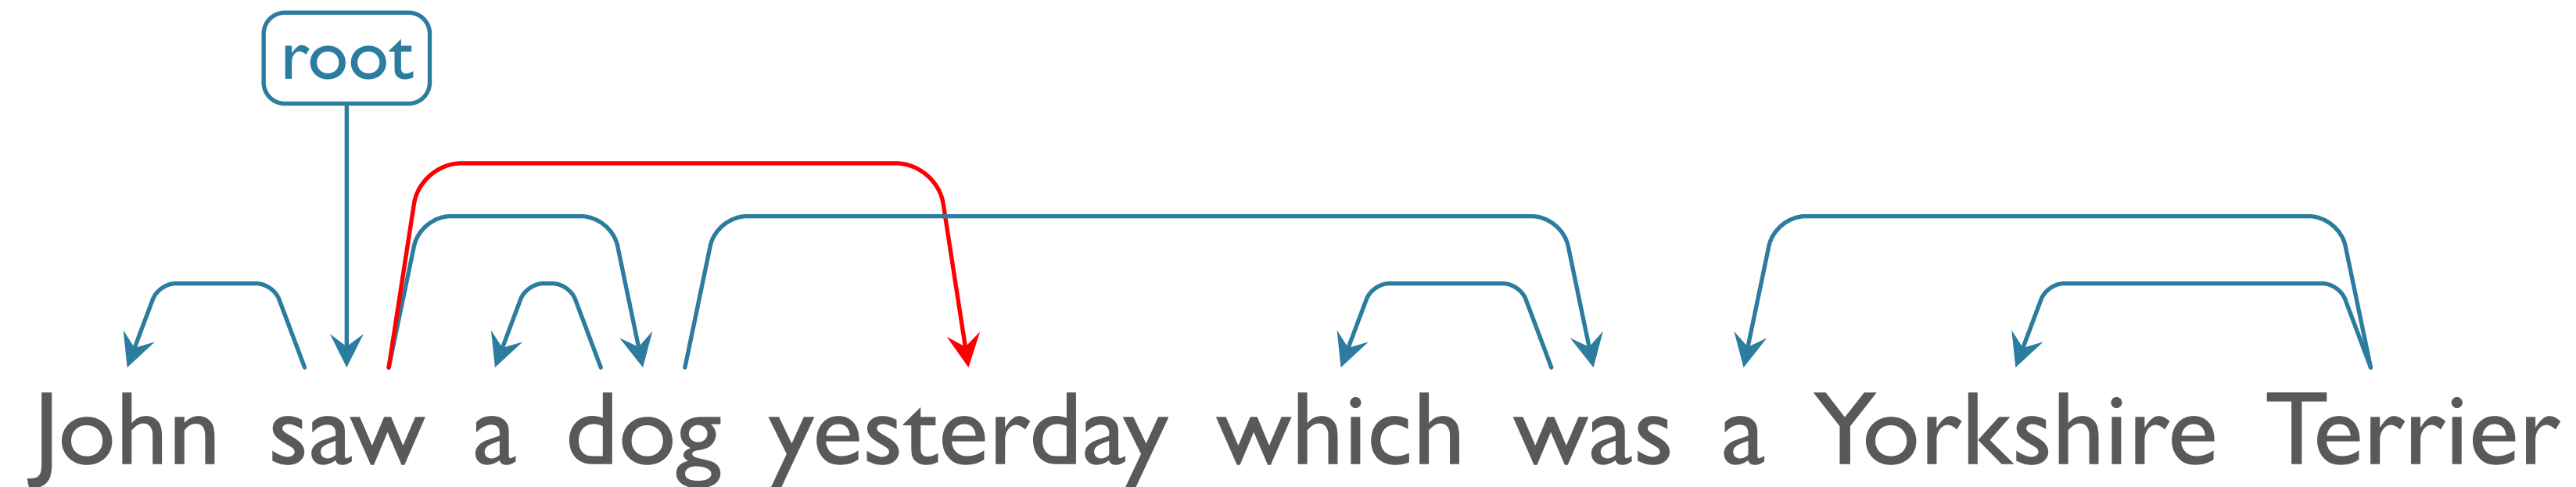 root
John saw a dog yesterday which was a Yorkshire Terrier